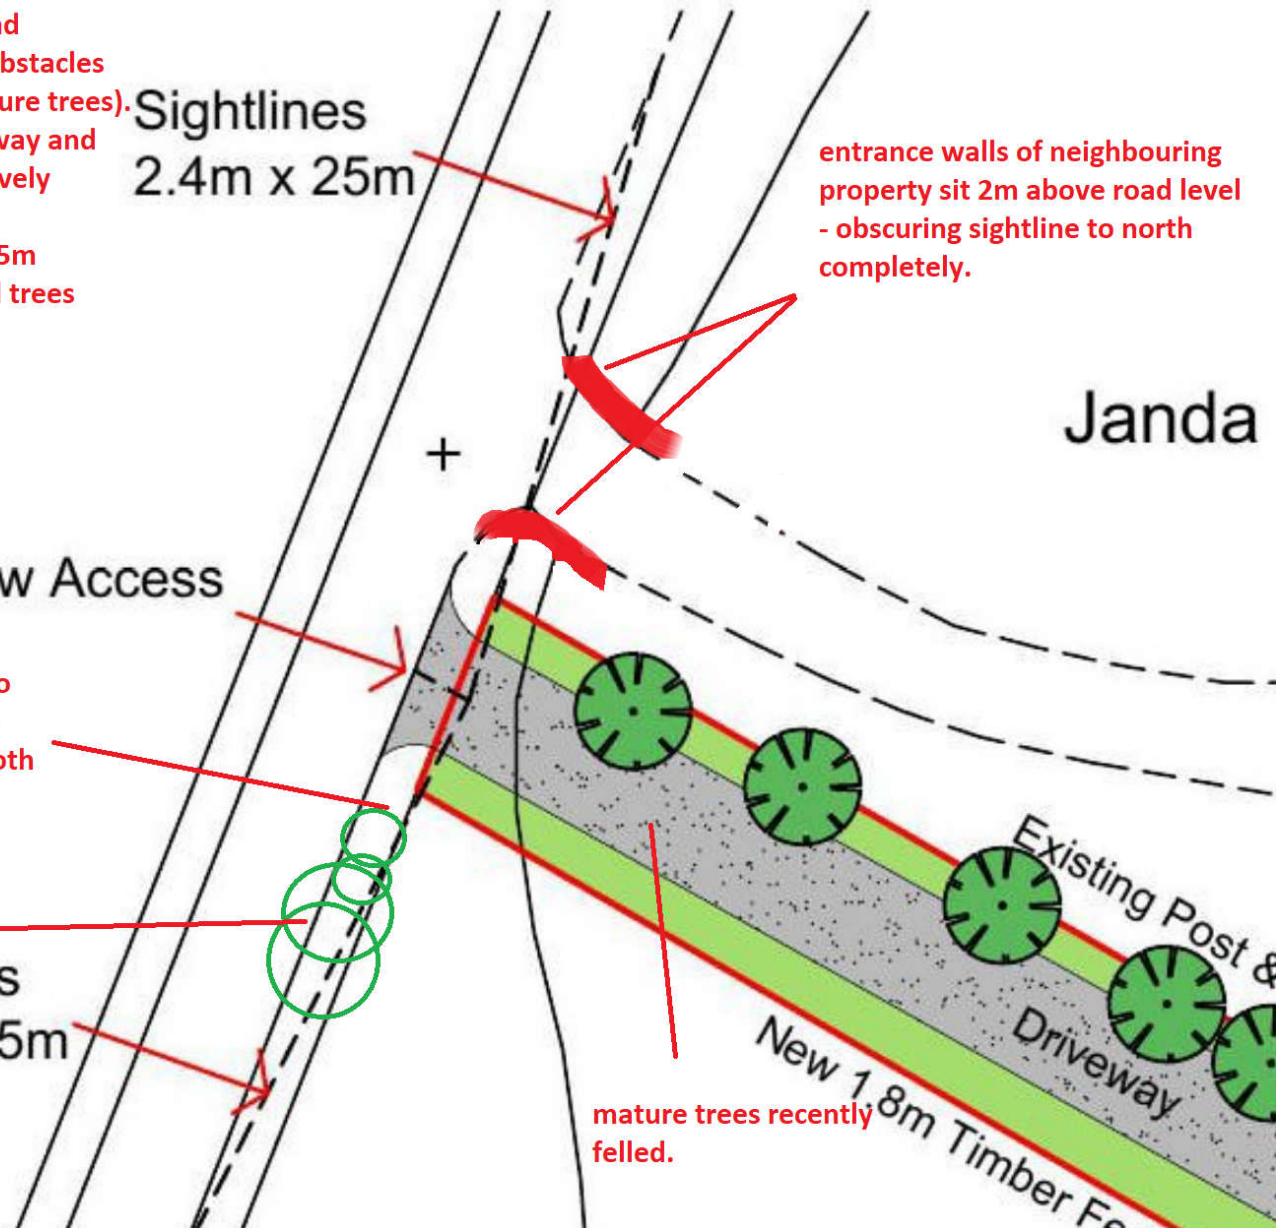 bstacles
ure trees).
way and
vely
5m
trees
Sightlines
2.4m x 25m
entrance walls of neighbouring
property sit 2m above road level
- obscuring sightline to north
completely.
Janda
w Access
o
oth
s
5m
Existing Post &
Driveway
New 1.8m Timber Fe
mature trees recently
felled.